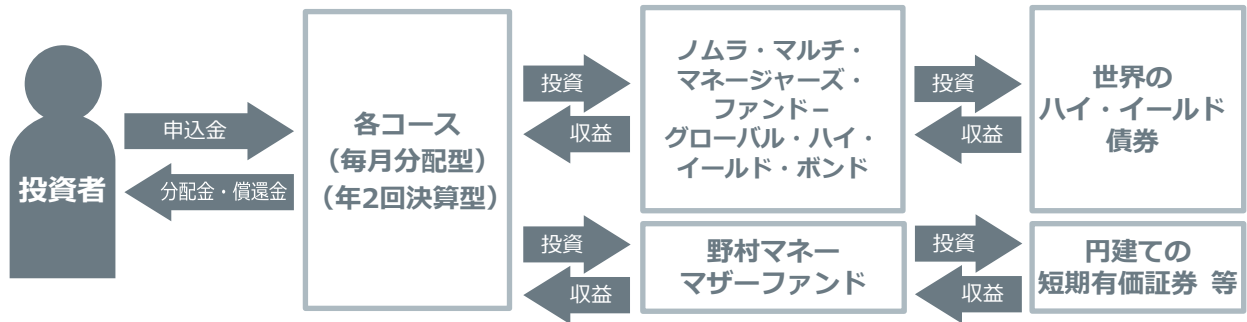 投資者
申込金
分配金・償還金
各コース
（毎月分配型）
（年2回決算型）
投資
収益
ノムラ・マルチ・
マネージャーズ・
ファンド－
グローバル・ハイ・
イールド・ボンド
投資
収益
世界の
ハイ・イールド
債券
投資
収益
野村マネー
マザーファンド
投資
収益
円建ての
短期有価証券 等